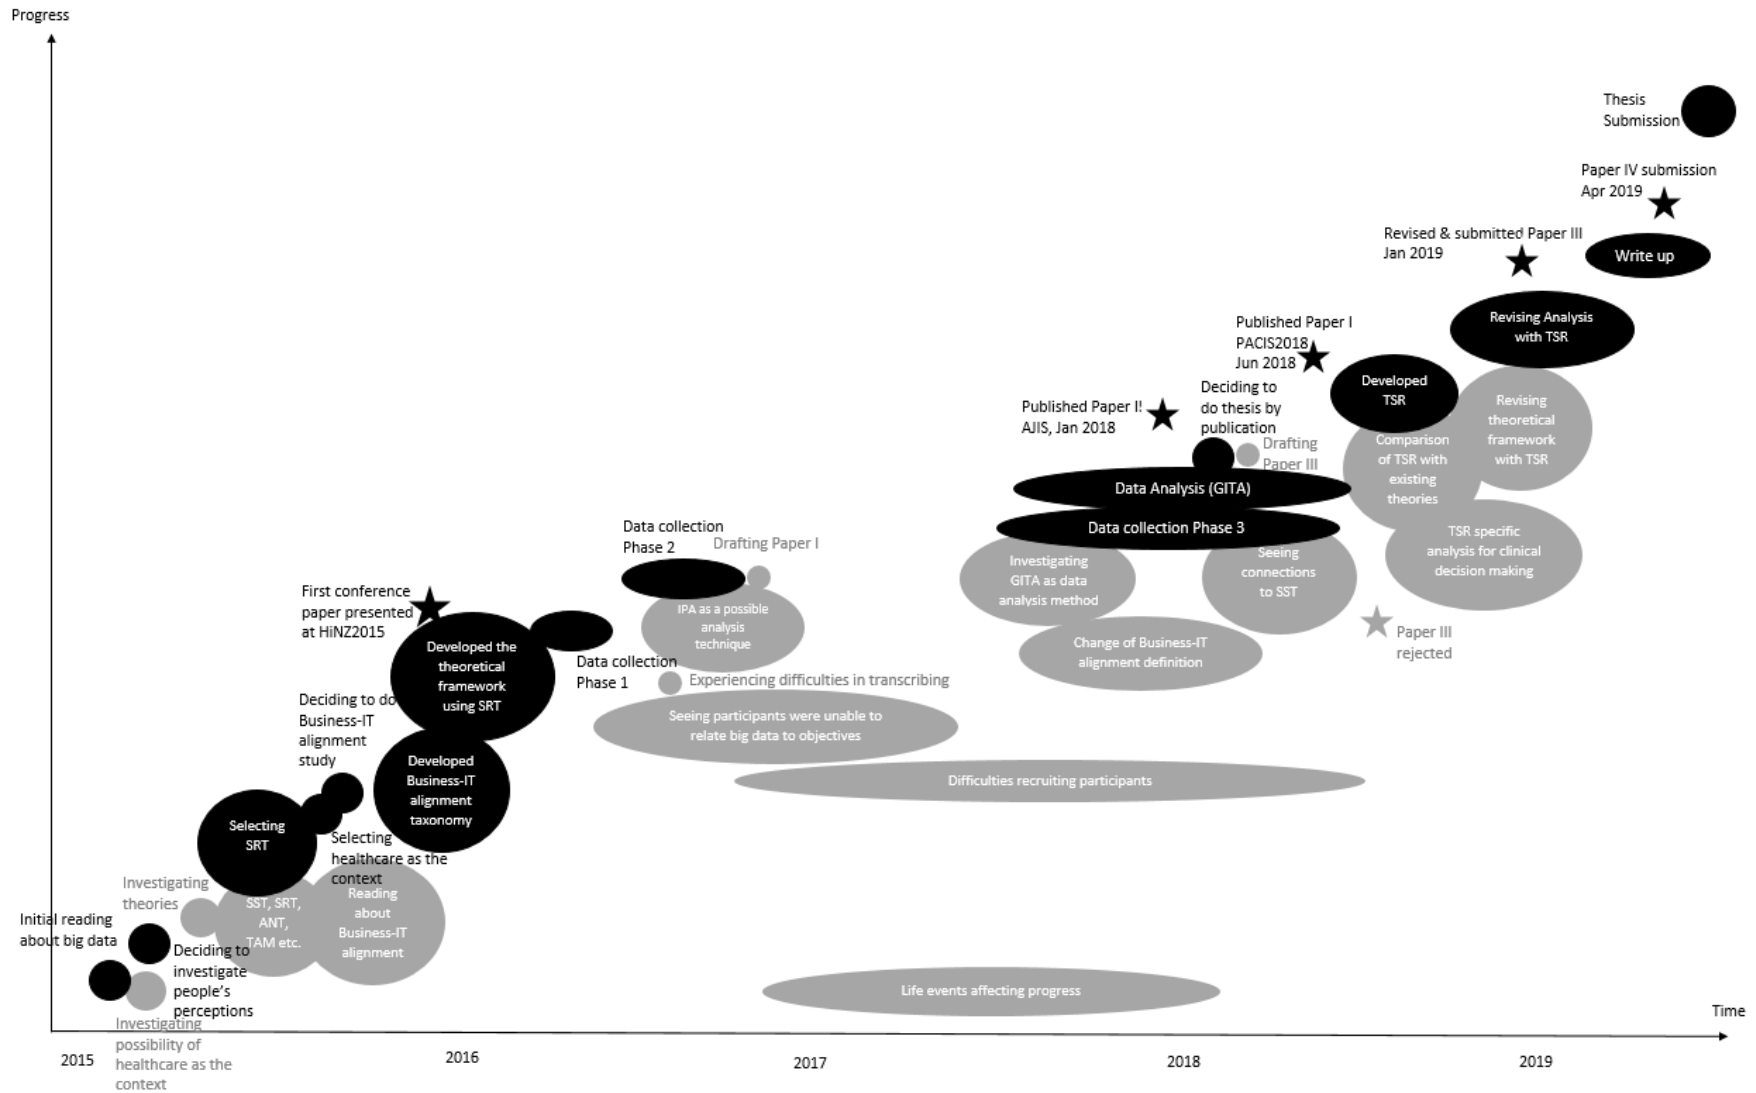 Progress
Thesis
Submission
Paper IV submission
Apr 2019
Revised & submitted Paper III
Jan 2019
Write up
Revising Analysis
with TSR
Published Paper I
PACIS2018
Jun 2018
Developed
TSR
Deciding to
do thesis by
publication
Published Paper I!
AJIS, Jan 2018
Drafting
Paper III
Revising
theoretical
framework
with TSR
Comparison
of TSR with
existing
theories
Data Analysis (GITA)
Data collection Phase 3
TSR specific
analysis for clinical
decision making
Investigating
GITA as data
analysis method
Seeing
connections
to SST
Change of Business-IT
alignment definition
Paper III
rejected
Data collection
Phase 2
Drafting Paper I
IPA as a possible
analysis
technique
First conference
paper presented
at HiNZ2015
Developed the
theoretical
framework
using SRT
Data collection
Phase 1
Experiencing difficulties in transcribing
Seeing participants were unable to
relate big data to objectives
Difficulties recruiting participants
Deciding to do
Business-IT
alignment
study
Developed
Business-IT
alignment
taxonomy
Selecting
SRT
Selecting
healthcare as the
context
Investigating
theories
SST, SRT,
ANT,
TAM etc.
Reading
about
Business-IT
alignment
Initial reading
about big data
Deciding to
investigate
people's
perceptions
Investigating
possibility of
healthcare as the
context
Life events affecting progress
Time
2015
2016
2017
2018
2019